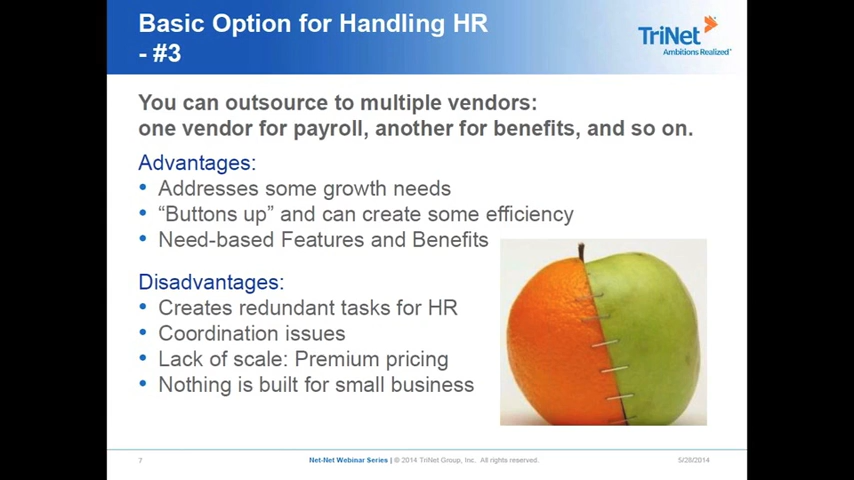 Basic Option for Handling HR
- #3
TriNet
Ambitions Realized
You can outsource to multiple vendors:
one vendor for payroll, another for benefits, and so on.
Advantages:
• Addresses some growth needs
• “Buttons up” and can create some efficiency
• Need-based Features and Benefits
Disadvantages:
• Creates redundant tasks for HR
• Coordination issues
• Lack of scale: Premium pricing
• Nothing is built for small business
7
Net-Net Webinar Series | © 2014 TriNet Group, Inc. All rights reserved.
5/28/2014